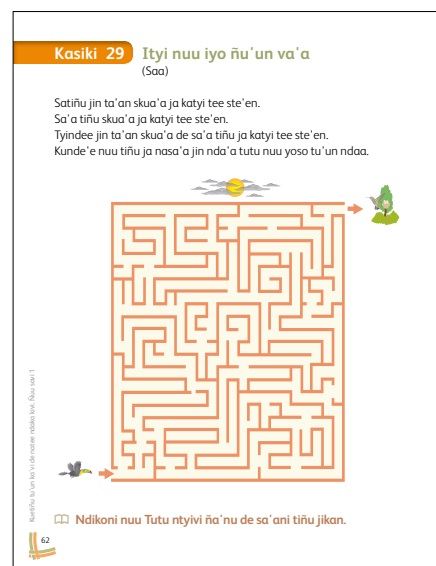 Kasiki 29 Ityi nuu iyo ñu'un va'a
(Saa)
Satiñu jin ta'an skua'a ja katyi tee ste'en.
Sa'a tiñu skua'a ja katyi tee ste'en.
Tyindee jin ta'an skua'a de sa'a tiñu ja katyi tee ste'en.
Kunde'e nuu tiñu ja nasa'a jin nda'a tutu nuu yoso tu'un ndaa.
Ndikoni nuu Tutu ntyivi ña'nu de sa'ani tiñu jikan.
62